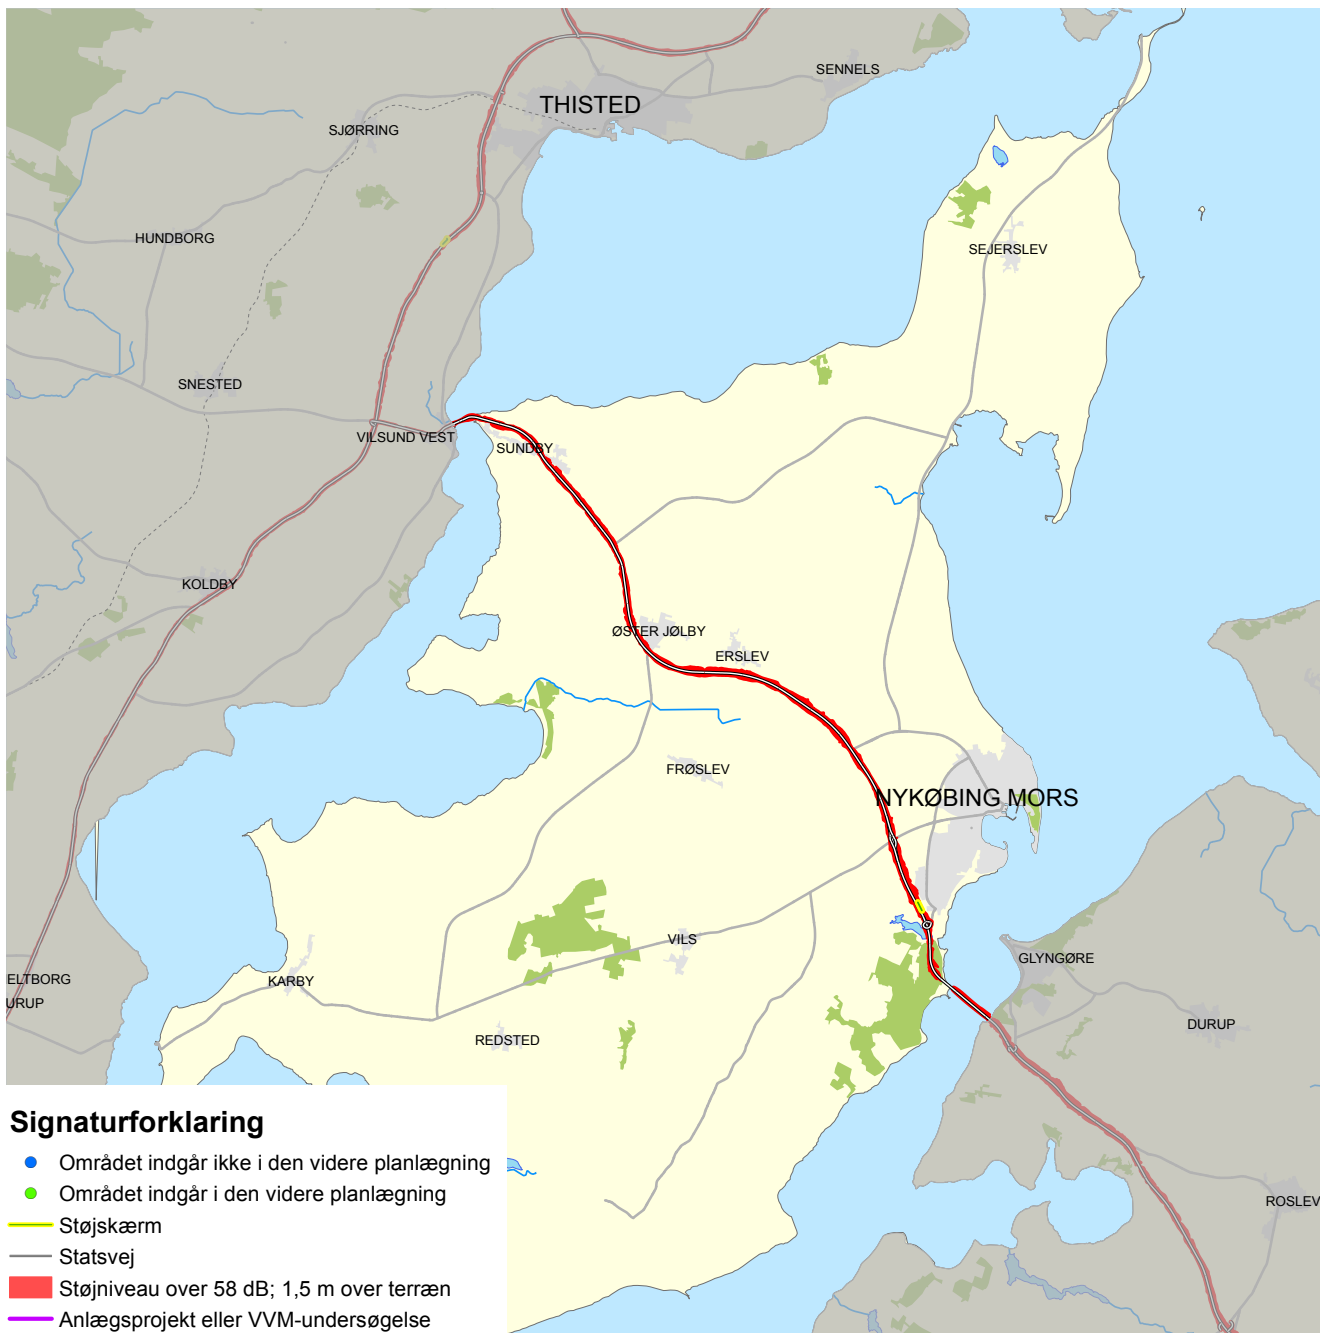 THISTED
SENNELS
SJØRRING
HUNDBORG
SEJERSLEV
SNESTED
VILSUND VEST
SUNDBY
KOLDBY
ØSTER JØLBY
ERSLEV
FRØSLEV
NYKØBING MORS
VILS
KARBY
GLYNGØRE
ELTBORG
URUP
DURUP
REDSTED
ROSLEV
Signaturforklaring
Området indgår ikke i den videre planlægning
Området indgår i den videre planlægning
Støjskærm
Statsvej
Støjniveau over 58 dB; 1,5 m over terræn
Anlægsprojekt eller VVM-undersøgelse